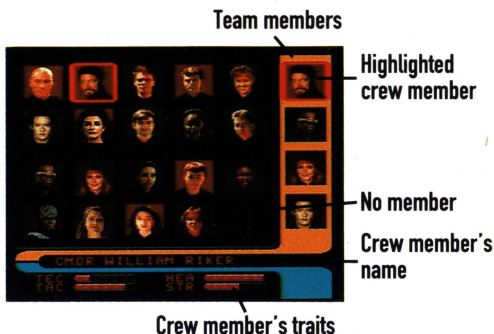 Team members
Highlighted
crew member
No member
Crew member's
name
CMDR WILLIAM RIKER
TEC HEA
TAC STR
Crew member's traits